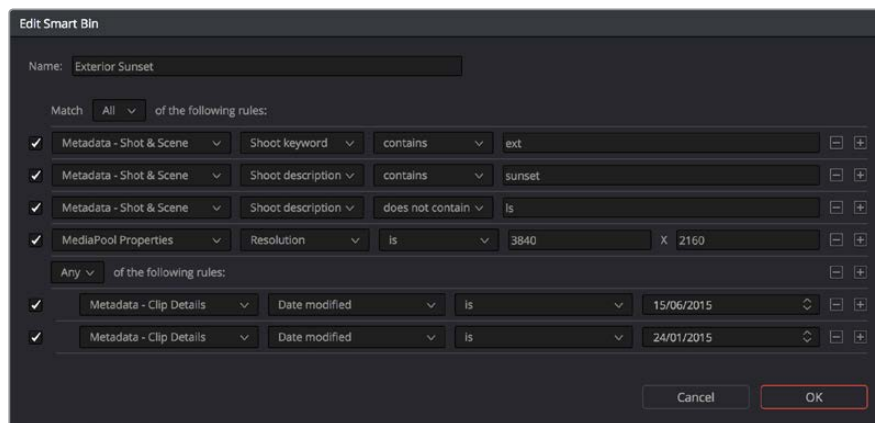 Edit Smart Bin
Name: Exterior Sunset
Match All of the following rules:
Metadata - Shot & Scene Shoot keyword contains ext
Metadata - Shot & Scene Shoot description contains sunset
Metadata - Shot & Scene Shoot description does not contain ls
MediaPool Properties Resolution is 3840 X 2160
Any of the following rules:
Metadata - Clip Details Date modified is 15/06/2015
Metadata - Clip Details Date modified is 24/01/2015
Cancel OK